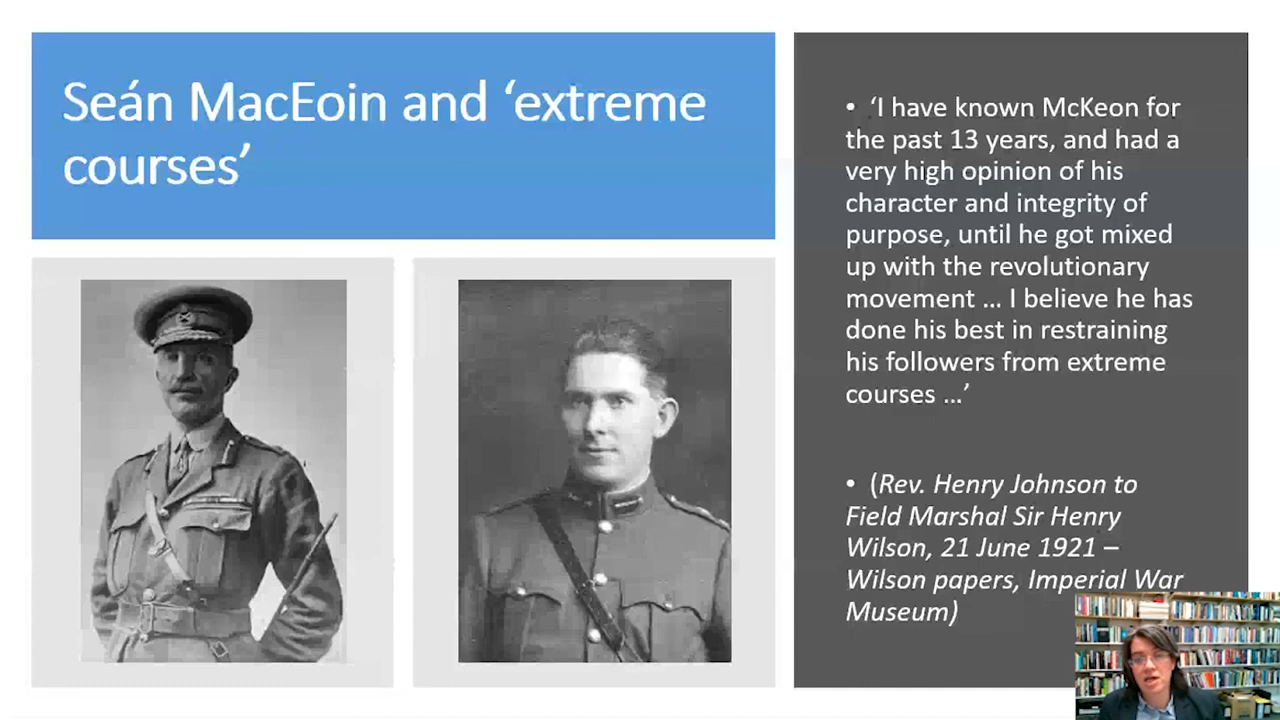 Seán MacEoin and ‘extreme
courses’
• ‘I have known McKeon for
the past 13 years, and had a
very high opinion of his
character and integrity of
purpose, until he got mixed
up with the revolutionary
movement … I believe he has
done his best in restraining
his followers from extreme
courses …’
• (Rev. Henry Johnson to
Field Marshal Sir Henry
Wilson, 21 June 1921 –
Wilson papers, Imperial War
Museum)